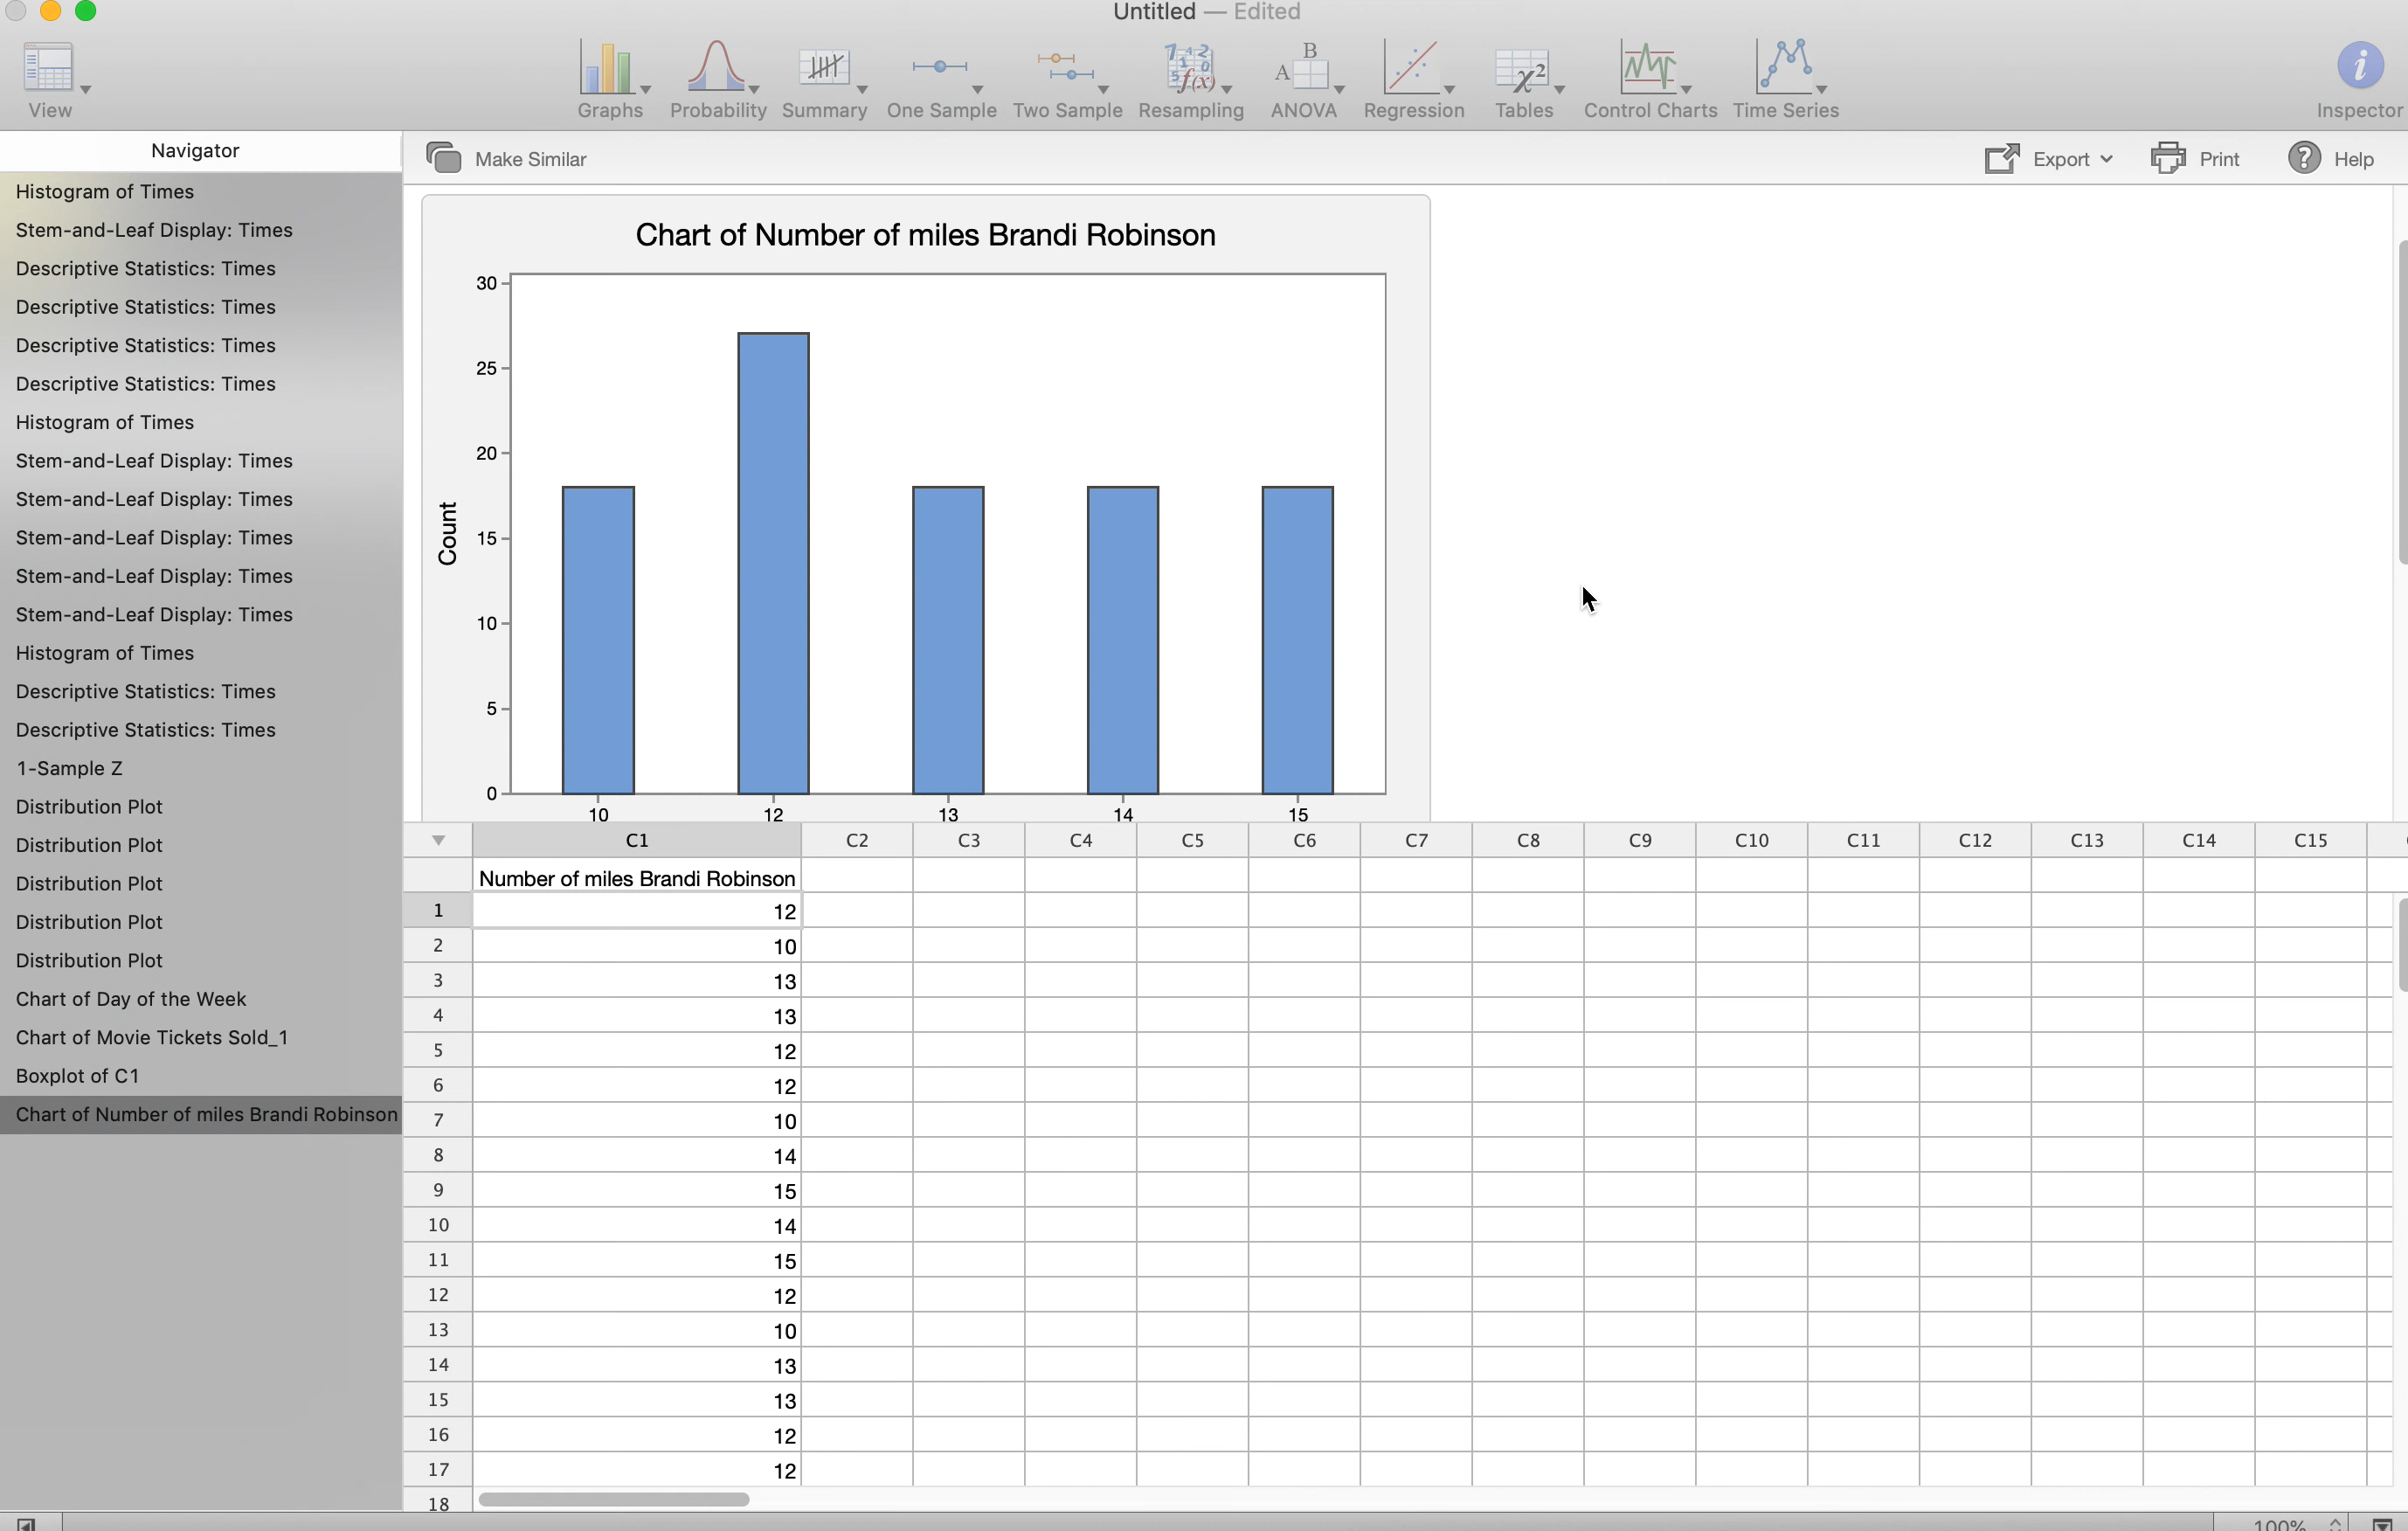 Untitled — Edited
View
Graphs Probability Summary One Sample Two Sample Resampling ANOVA Regression Tables Control Charts Time Series
Inspector
Navigator
Histogram of Times
Stem-and-Leaf Display: Times
Descriptive Statistics: Times
Descriptive Statistics: Times
Descriptive Statistics: Times
Descriptive Statistics: Times
Histogram of Times
Stem-and-Leaf Display: Times
Stem-and-Leaf Display: Times
Stem-and-Leaf Display: Times
Stem-and-Leaf Display: Times
Stem-and-Leaf Display: Times
Histogram of Times
Descriptive Statistics: Times
Descriptive Statistics: Times
1-Sample Z
Distribution Plot
Distribution Plot
Distribution Plot
Distribution Plot
Distribution Plot
Chart of Day of the Week
Chart of Movie Tickets Sold_1
Boxplot of C1
Chart of Number of miles Brandi Robinson
Make Similar
Export Print Help
Chart of Number of miles Brandi Robinson
Count
30
25
20
15
10
5
0
10 12 13 14 15
C1 C2 C3 C4 C5 C6 C7 C8 C9 C10 C11 C12 C13 C14 C15
Number of miles Brandi Robinson
1 12
2 10
3 13
4 13
5 12
6 12
7 10
8 14
9 15
10 14
11 15
12 12
13 10
14 13
15 13
16 12
17 12
18
100%